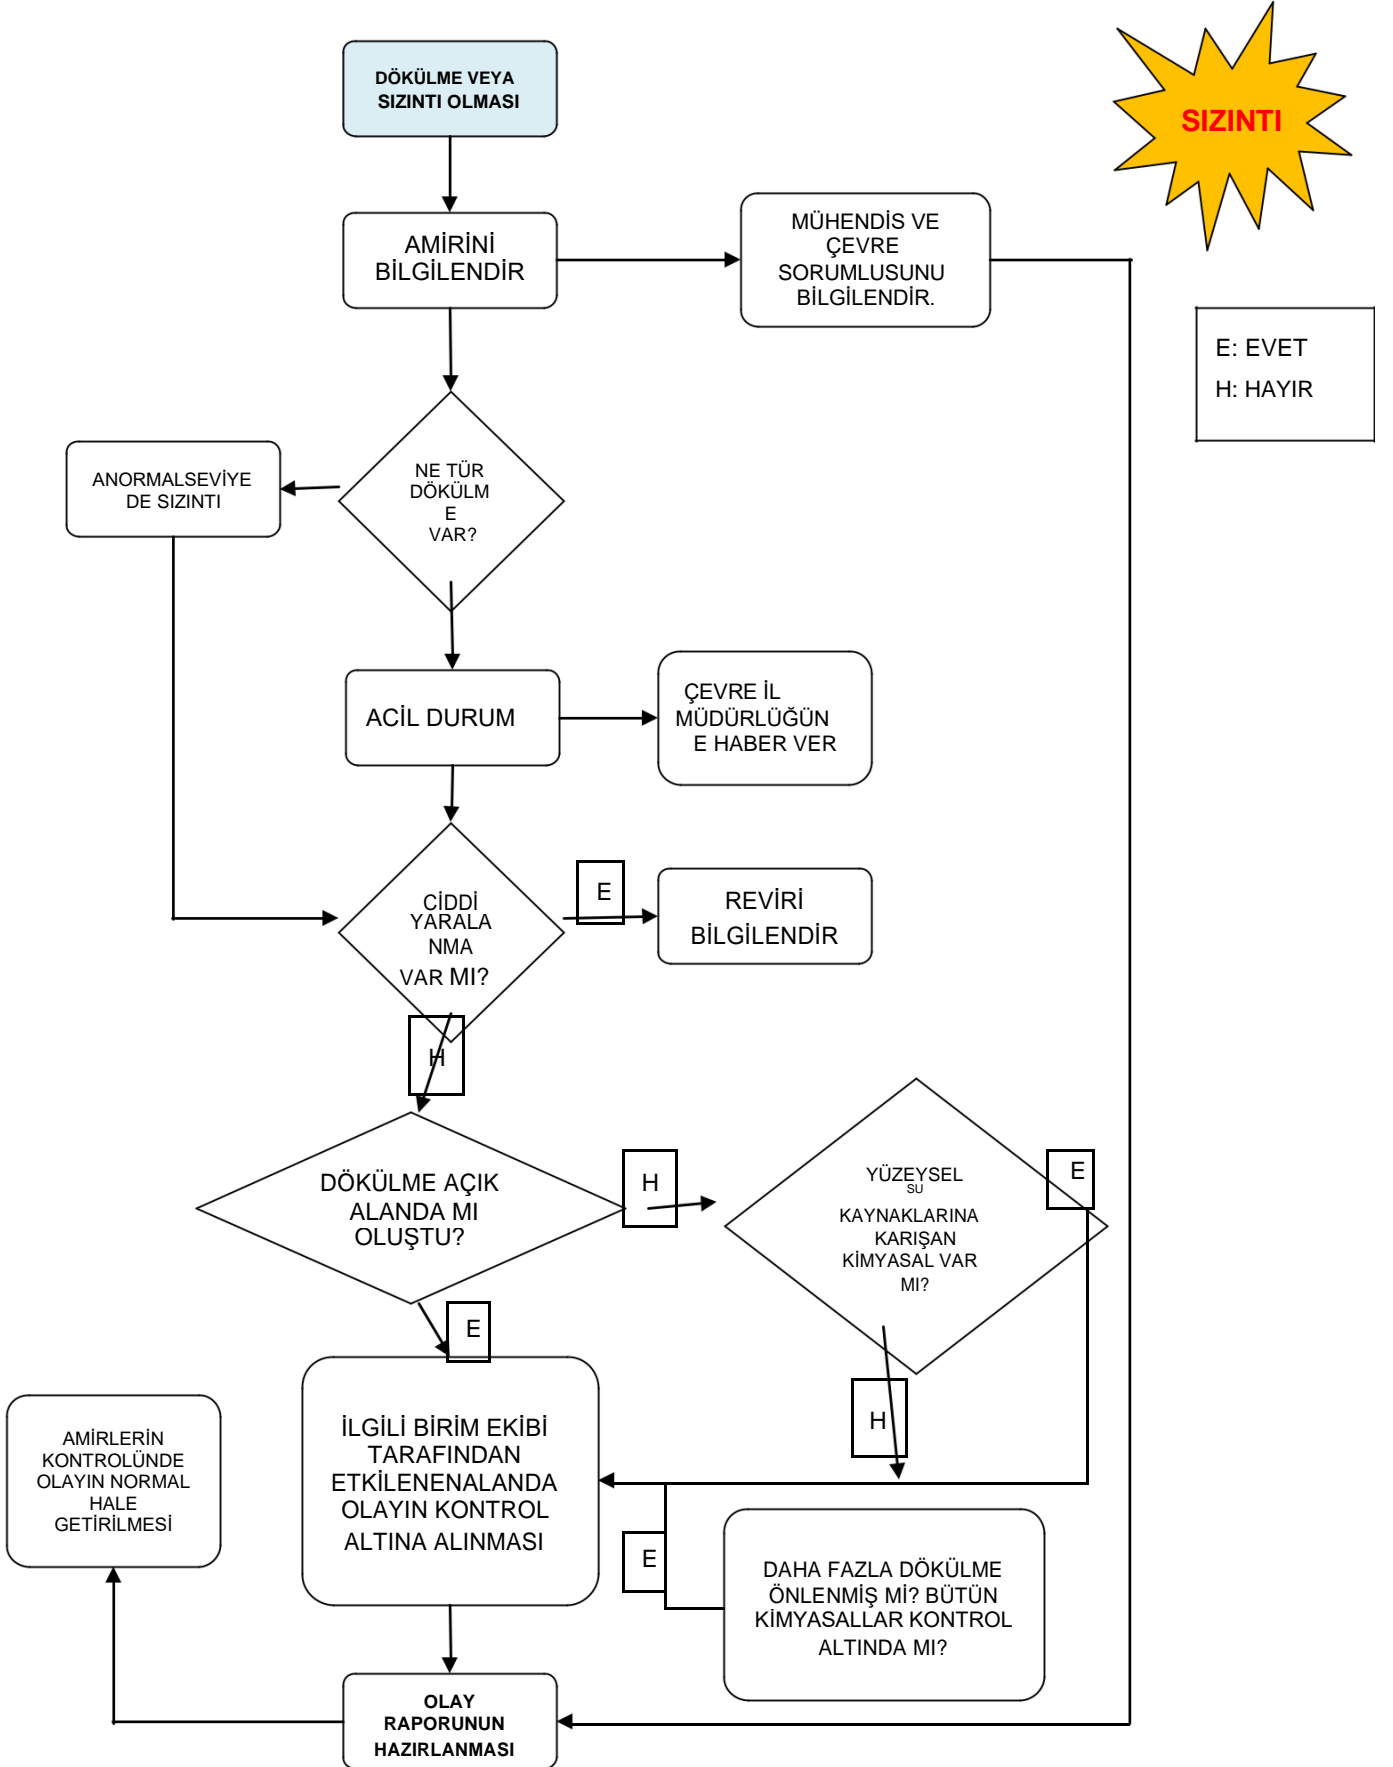 DÖKÜLME VEYA
SIZINTI OLMASI
SIZINTI
AMİRİNİ
BİLGİLENDİR
MÜHENDİS VE
ÇEVRE
SORUMLUSUNU
BİLGİLENDİR.
E: EVET
H: HAYIR
NE TÜR
DÖKÜLM
E
VAR?
ANORMALSEVİYE
DE SIZINTI
ACİL DURUM
ÇEVRE İL
MÜDÜRLÜĞÜN
E HABER VER
CİDDİ
YARALA
NMA
VAR MI?
E
REVİRİ
BİLGİLENDİR
H
DÖKÜLME AÇIK
ALANDA MI
OLUŞTU?
H
YÜZEYSEL
SU
KAYNAKLARINA
KARIŞAN
KİMYASAL VAR
MI?
E
E
H
AMİRLERİN
KONTROLÜNDE
OLAYIN NORMAL
HALE
GETİRİLMESİ
İLGİLİ BİRİM EKİBİ
TARAFINDAN
ETKİLENENALANDA
OLAYIN KONTROL
ALTINA ALINMASI
E
DAHA FAZLA DÖKÜLME
ÖNLENMİŞ Mİ? BÜTÜN
KİMYASALLAR KONTROL
ALTINDA MI?
OLAY
RAPORUNUN
HAZIRLANMASI